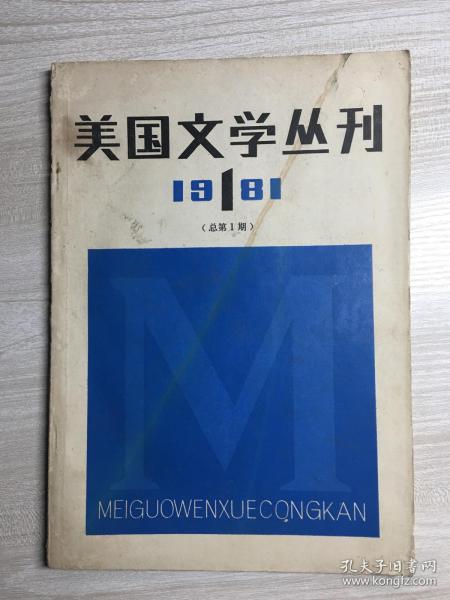 美国文学丛刊
1981
1
（总第1期）
M
MEIGUOWENXUECONGKAN
孔夫子旧书网
www.kongfz.com